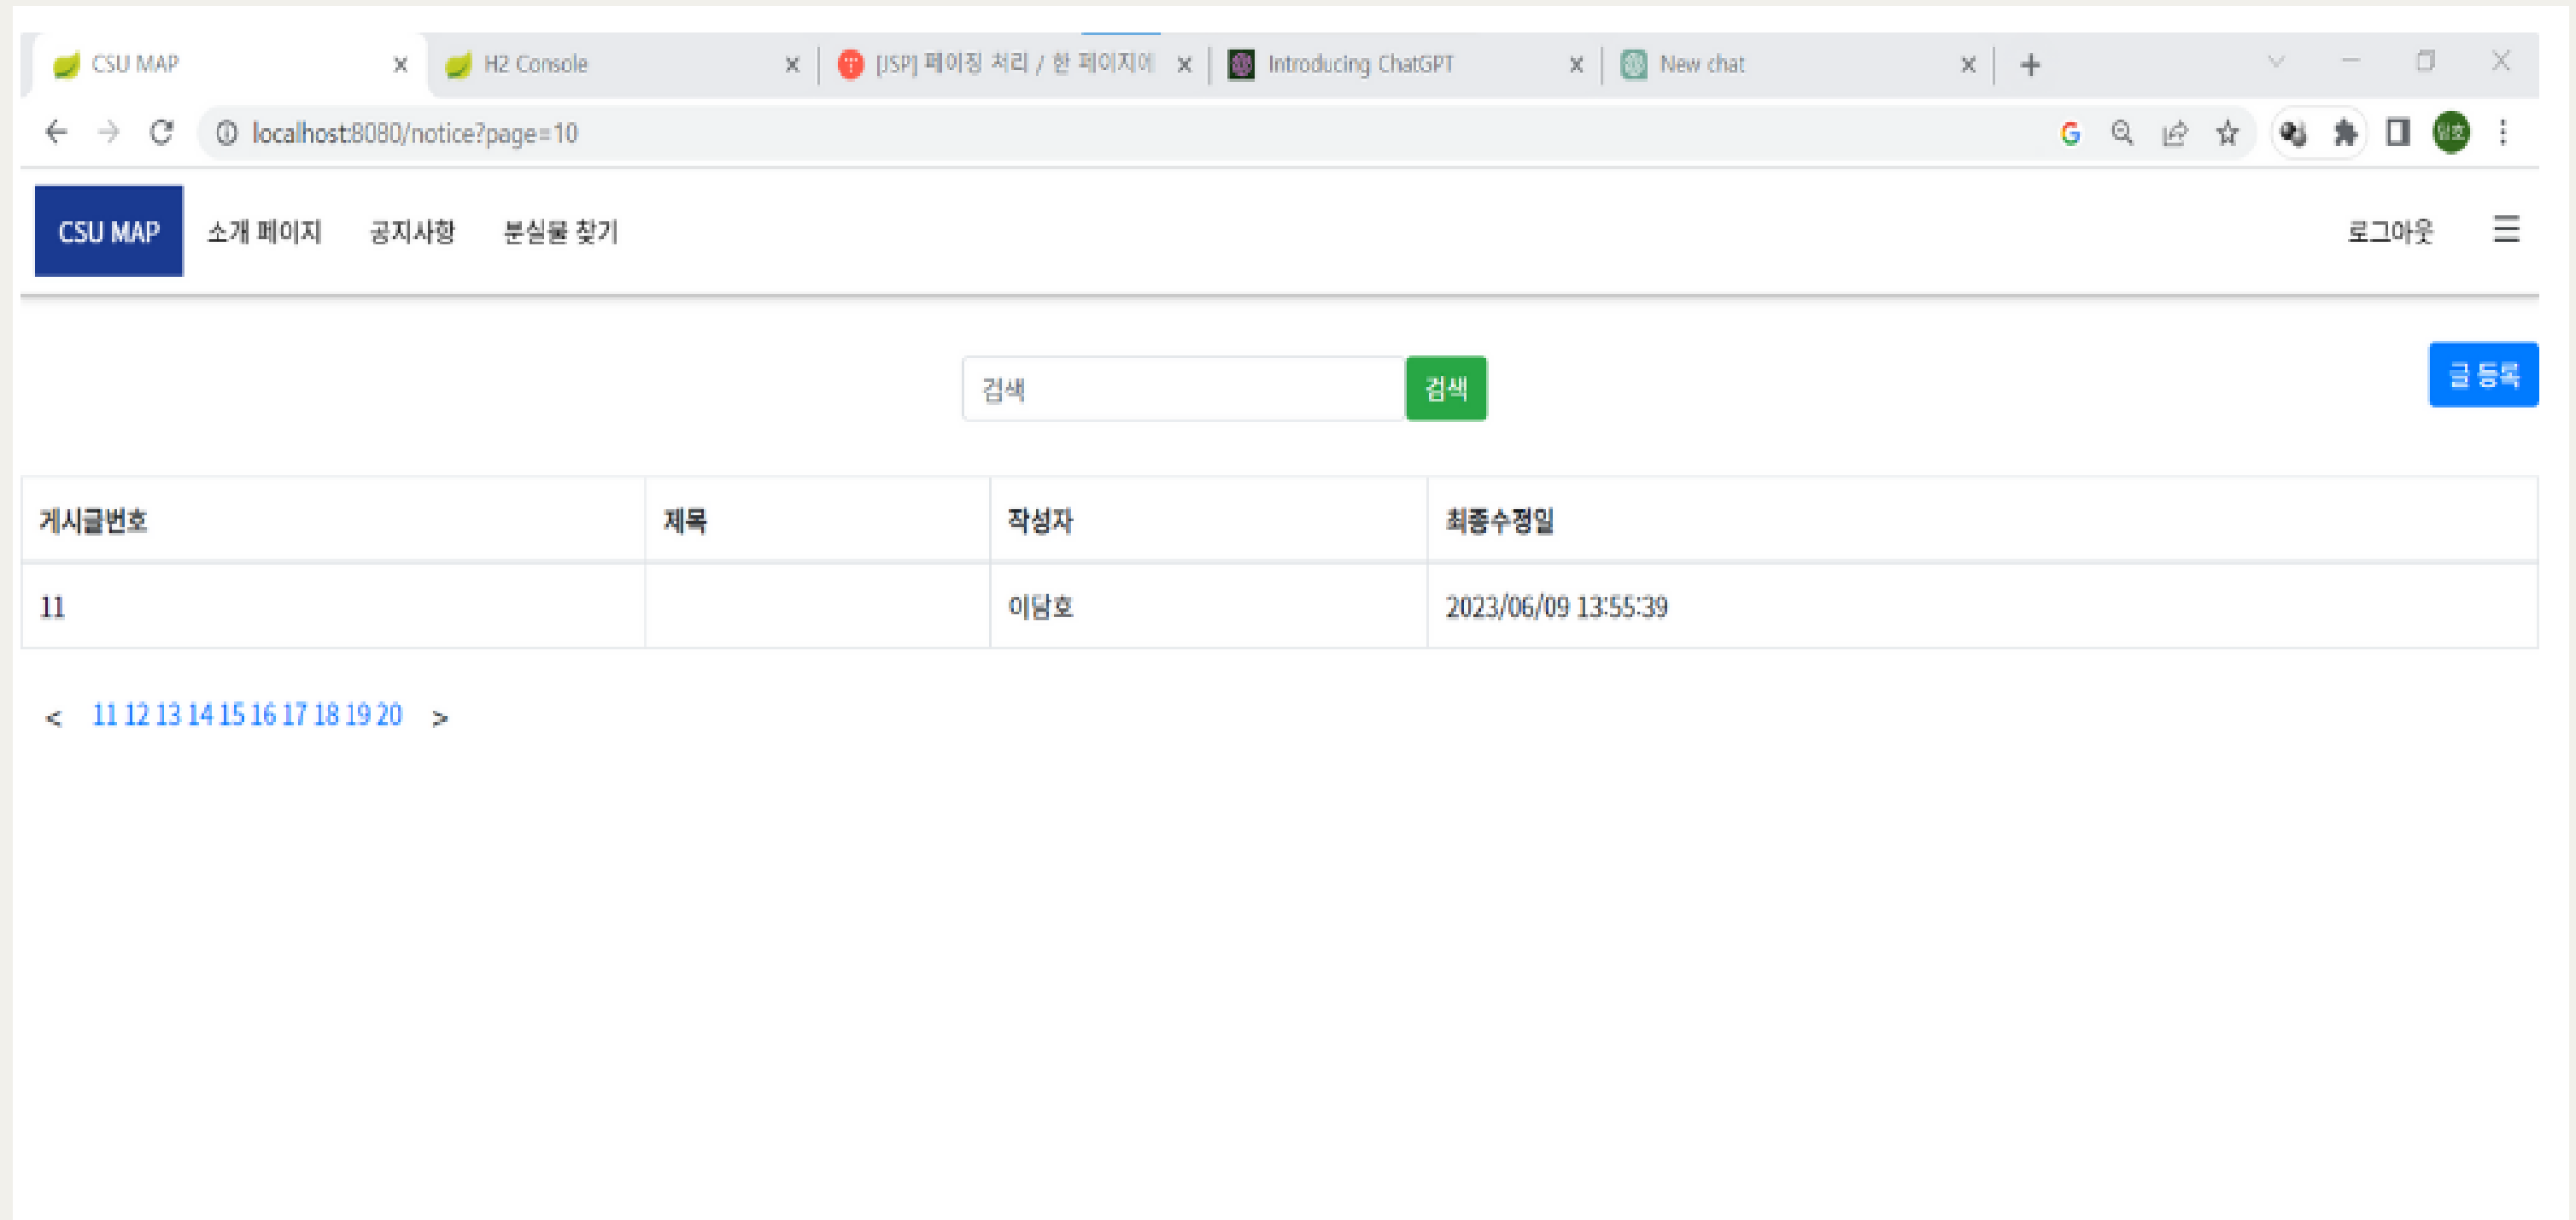 CSU MAP H2 Console [JSP] 페이징 처리 / 한 페이지에 Introducing ChatGPT New chat
localhost:8080/notice?page=10
CSU MAP 소개 페이지 공지사항 분실물 찾기 로그아웃
검색 검색 글 등록
게시글번호 제목 작성자 최종수정일
11 이담호 2023/06/09 13:55:39
< 11 12 13 14 15 16 17 18 19 20 >